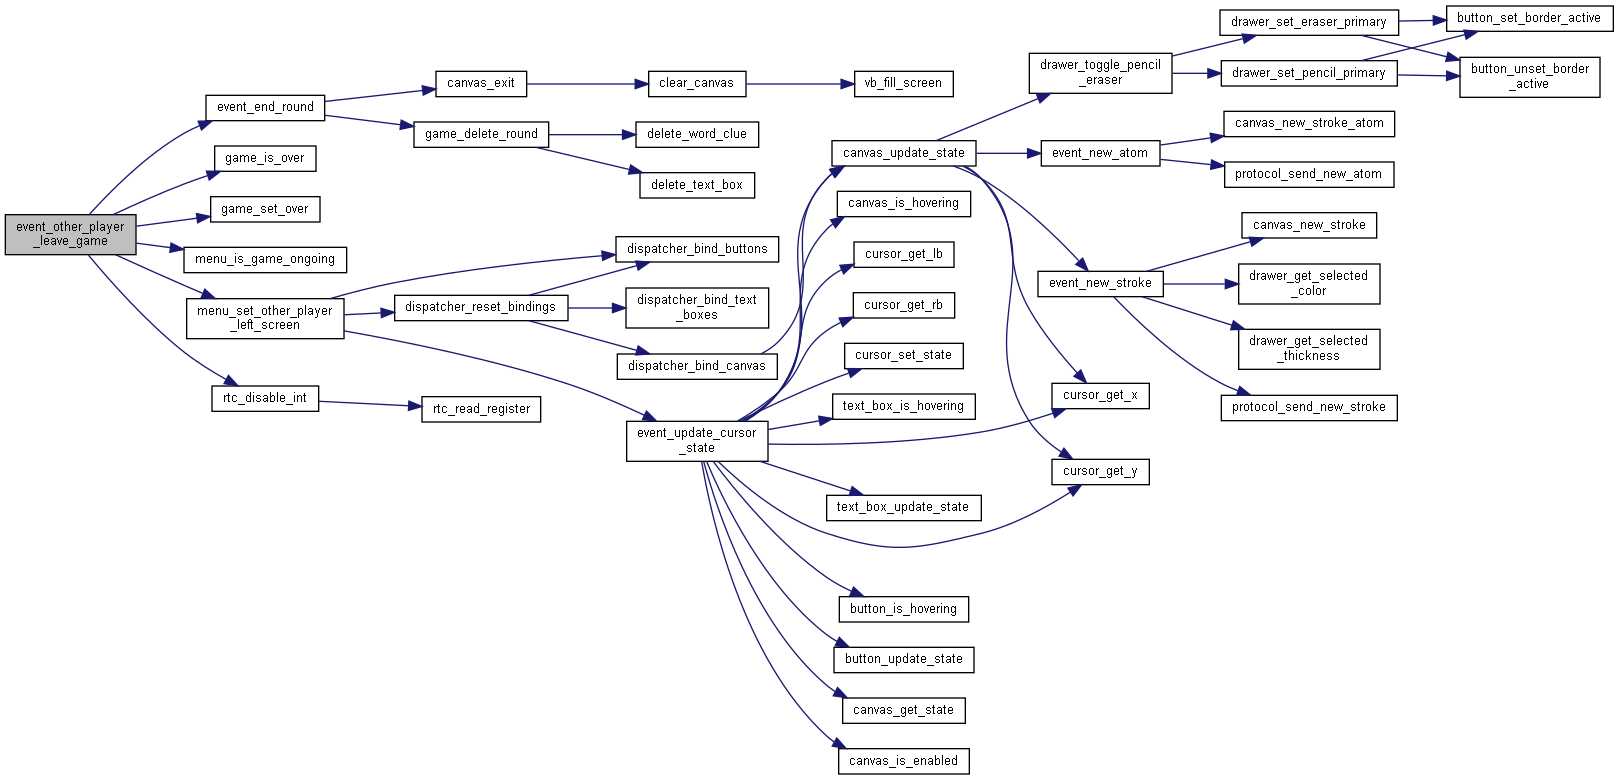 event_other_player
_leave_game
event_end_round
game_is_over
game_set_over
menu_is_game_ongoing
menu_set_other_player
_left_screen
rtc_disable_int
canvas_exit
game_delete_round
dispatcher_reset_bindings
rtc_read_register
clear_canvas
delete_word_clue
delete_text_box
dispatcher_bind_buttons
dispatcher_bind_text
_boxes
dispatcher_bind_canvas
event_update_cursor
_state
vb_fill_screen
canvas_update_state
canvas_is_hovering
cursor_get_lb
cursor_get_rb
cursor_set_state
text_box_is_hovering
text_box_update_state
button_is_hovering
button_update_state
canvas_get_state
canvas_is_enabled
drawer_toggle_pencil
_eraser
event_new_atom
event_new_stroke
cursor_get_x
cursor_get_y
drawer_set_eraser_primary
drawer_set_pencil_primary
canvas_new_stroke_atom
protocol_send_new_atom
canvas_new_stroke
drawer_get_selected
_color
drawer_get_selected
_thickness
protocol_send_new_stroke
button_set_border_active
button_unset_border
_active